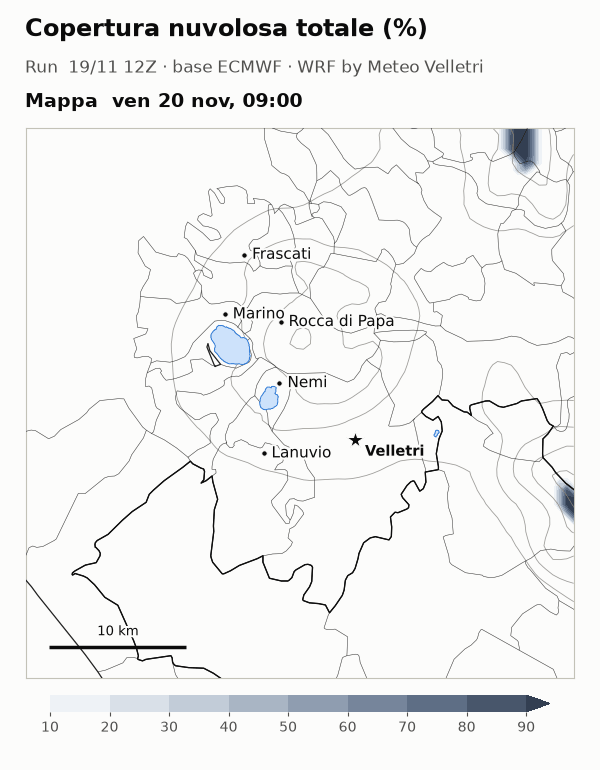 Copertura nuvolosa totale (%)
Run  19/11 12Z · base ECMWF · WRF by Meteo Velletri
Mappa  ven 20 nov, 09:00
Frascati
Marino
Rocca di Papa
Nemi
Velletri
Lanuvio
10 km
10 20 30 40 50 60 70 80 90